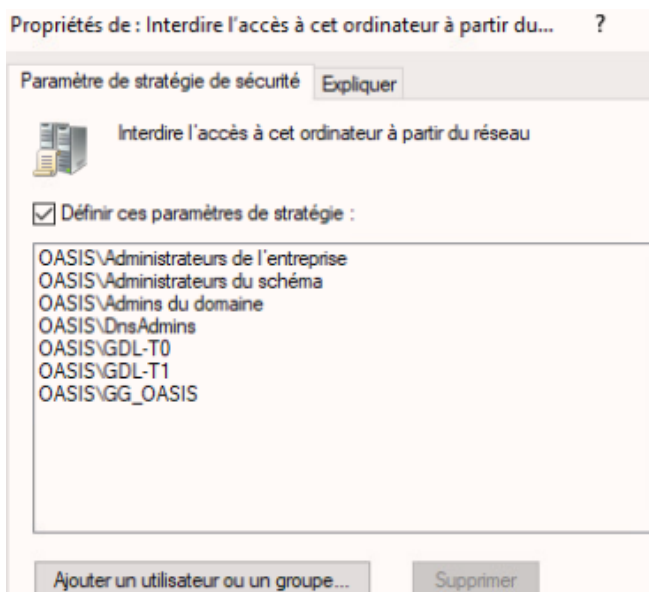 Propriétés de : Interdire l'accès à cet ordinateur à partir du... ?
Paramètre de stratégie de sécurité Expliquer
Interdire l'accès à cet ordinateur à partir du réseau
Définir ces paramètres de stratégie :
OASIS\Administrateurs de l'entreprise
OASIS\Administrateurs du schéma
OASIS\Admins du domaine
OASIS\DnsAdmins
OASIS\GDL-T0
OASIS\GDL-T1
OASIS\GG_OASIS
Ajouter un utilisateur ou un groupe... Supprimer